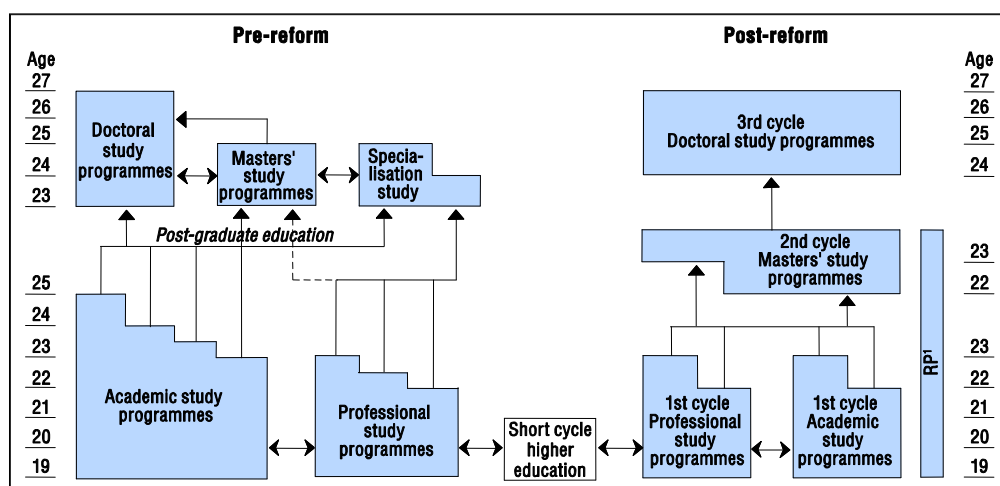 Pre-reform
Post-reform
Age
27
26
25
24
23
25
24
23
22
21
20
19
Doctoral
study
programmes
Masters'
study
programmes
Specia-
lisation
study
Post-graduate education
Academic study
programmes
Professional
study
programmes
Short cycle
higher
education
3rd cycle
Doctoral study programmes
2nd cycle
Masters' study
programmes
1st cycle
Professional
study
programmes
1st cycle
Academic
study
programmes
RP¹
Age
27
26
25
24
23
22
23
22
21
20
19